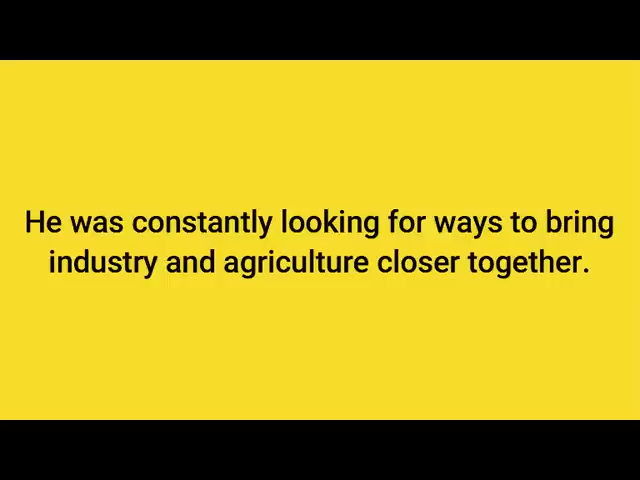 He was constantly looking for ways to bring
industry and agriculture closer together.